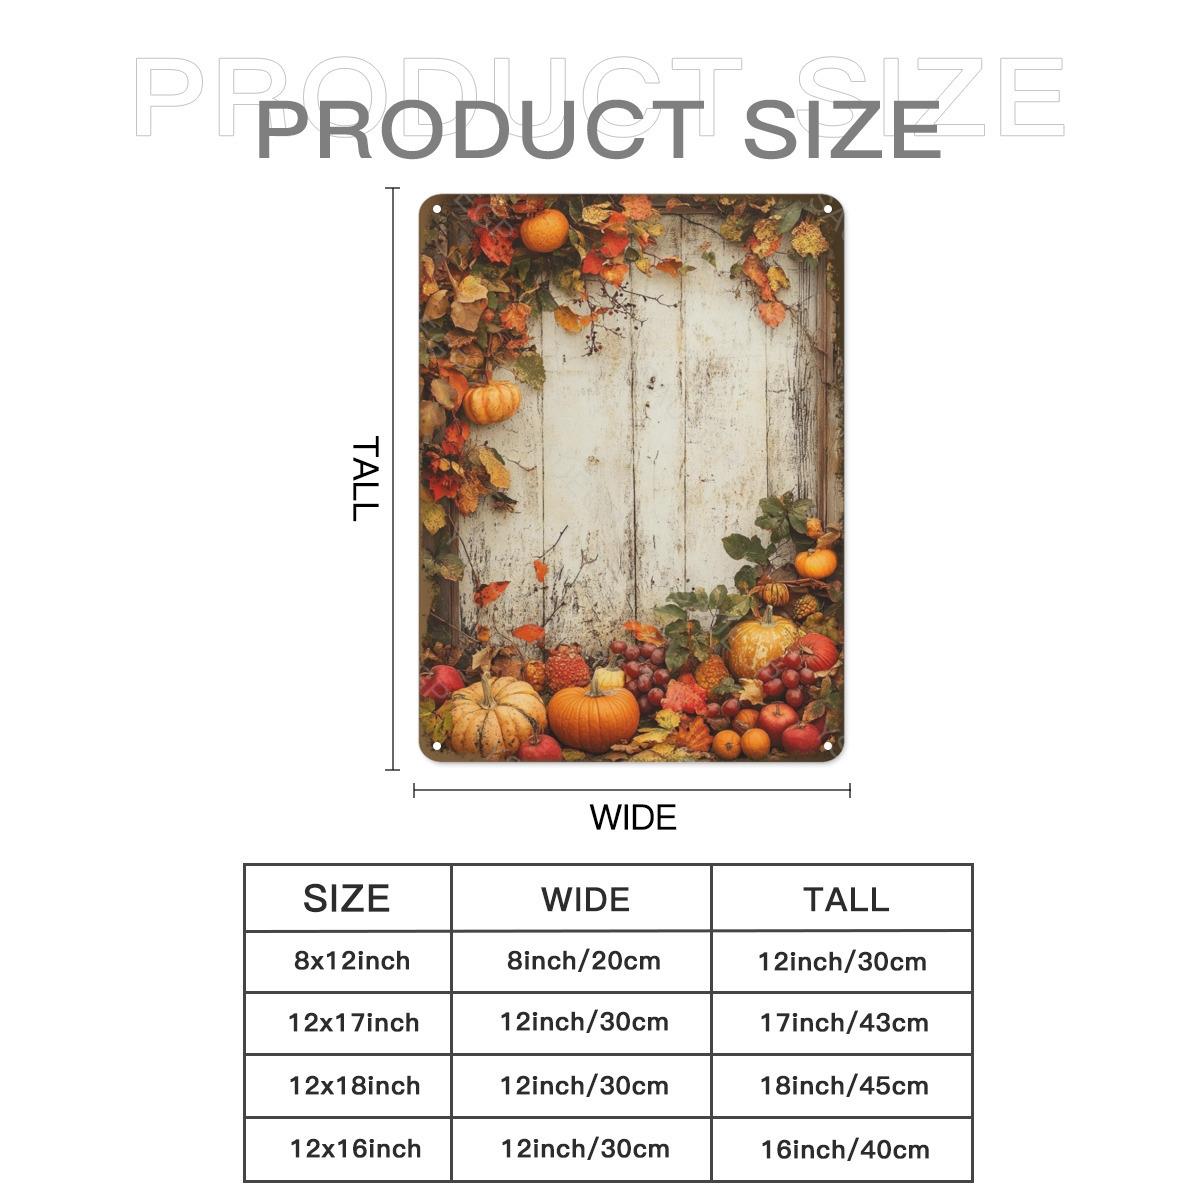 PRODUCT SIZE
PRODUCT SIZE
TALL
WIDE
SIZE WIDE TALL
8x12inch 8inch/20cm 12inch/30cm
12x17inch 12inch/30cm 17inch/43cm
12x18inch 12inch/30cm 18inch/45cm
12x16inch 12inch/30cm 16inch/40cm